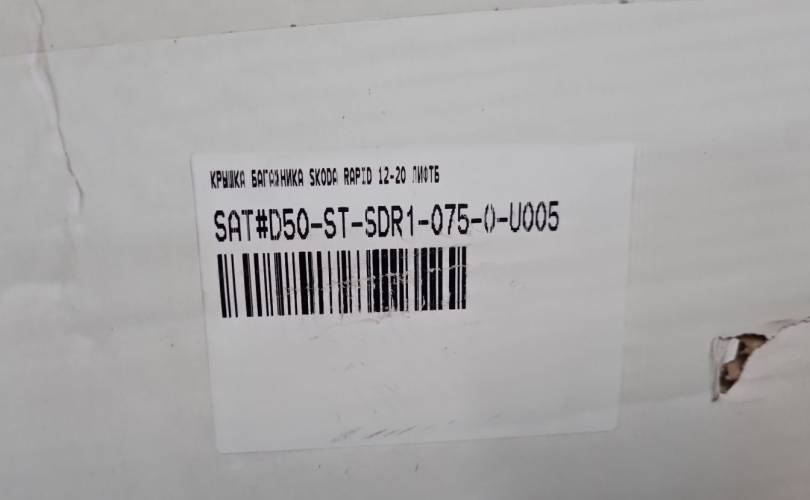 КРЫШКА БАГАЖНИКА SKODA RAPID 12-20 ЛИФТБ
SAT#D50-ST-SDR1-075-0-U005